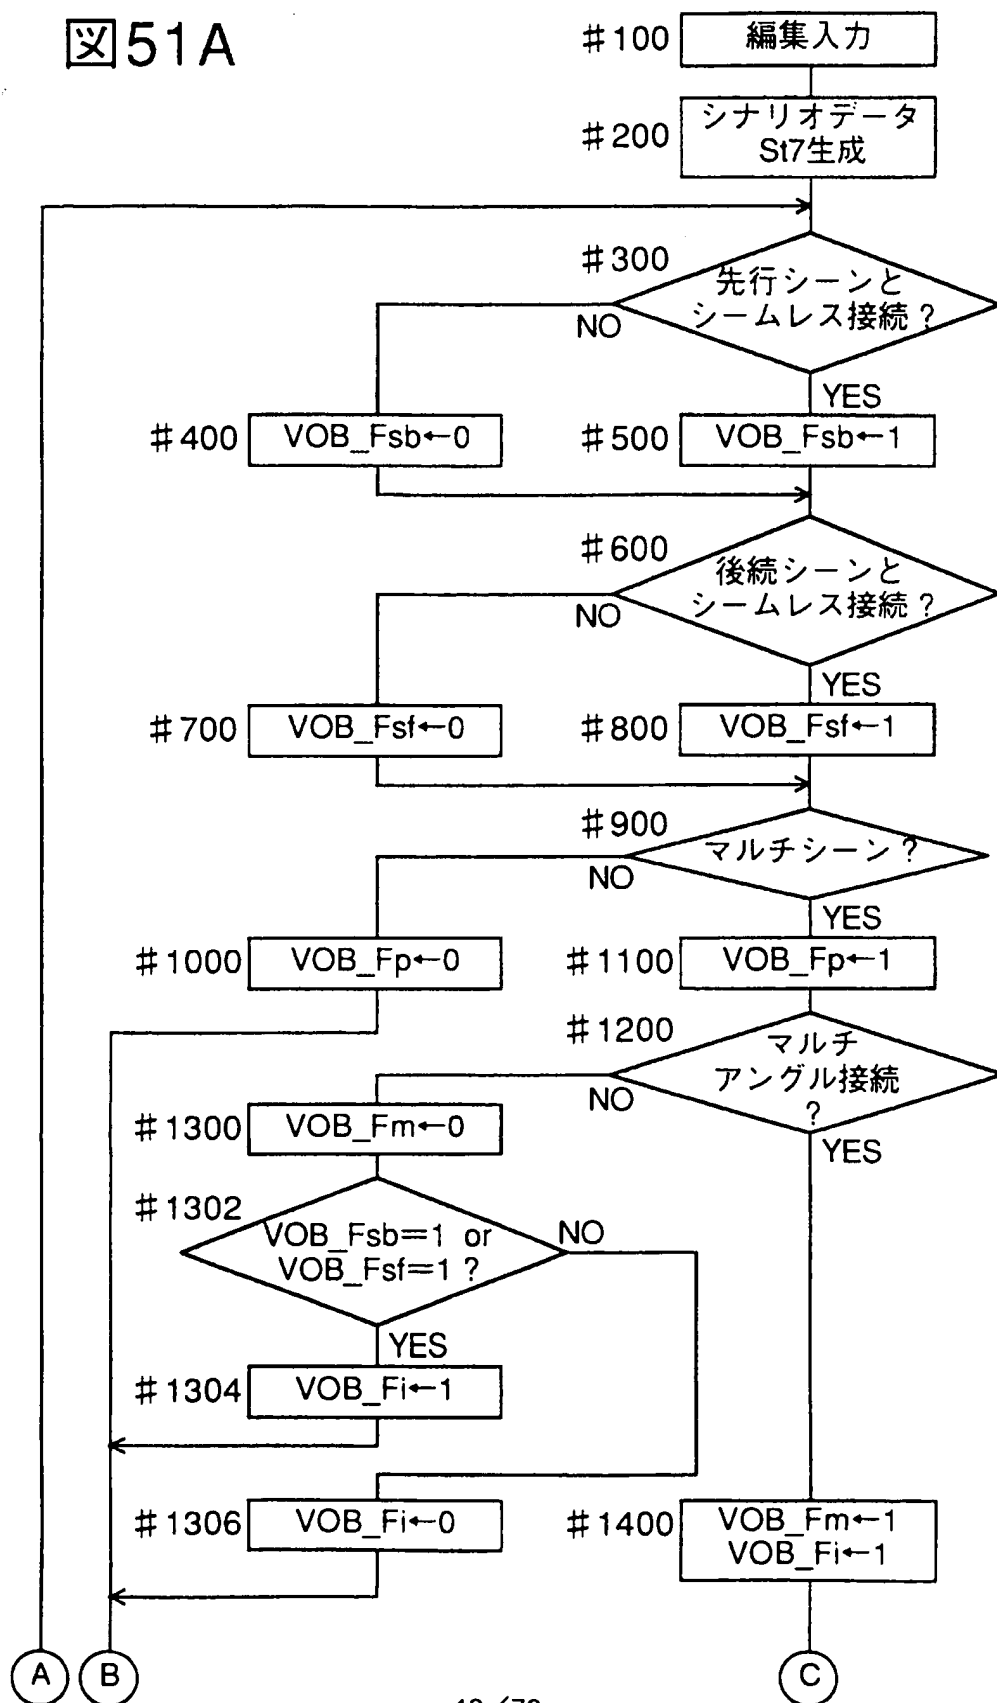 図51A
#100 編集入力
#200 シナリオデータ
St7生成
#300 先行シーンと
シームレス接続?
NO
YES
#400 VOB_Fsb←0
#500 VOB_Fsb←1
#600 後続シーンと
シームレス接続?
NO
YES
#700 VOB_Fsf←0
#800 VOB_Fsf←1
#900 マルチシーン?
NO
YES
#1000 VOB_Fp←0
#1100 VOB_Fp←1
#1200 マルチ
アングル接続
?
NO
YES
#1300 VOB_Fm←0
#1302 VOB_Fsb=1 or
VOB_Fsf=1 ?
NO
YES
#1304 VOB_Fi←1
#1306 VOB_Fi←0
#1400 VOB_Fm←1
VOB_Fi←1
A
B
C